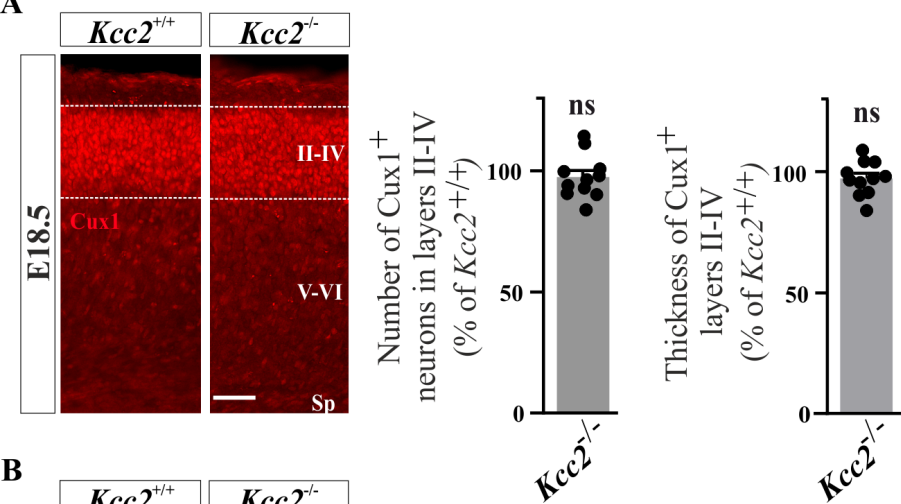 A
Kcc2+/+
Kcc2-/-
E18.5
II-IV
Cux1
V-VI
Sp
Number of Cux1+
neurons in layers II-IV
(% of Kcc2+/+)
ns
100
50
0
Kcc2-/-
Thickness of Cux1+
layers II-IV
(% of Kcc2+/+)
ns
100
50
0
Kcc2-/-
B
Kcc2+/+
Kcc2-/-